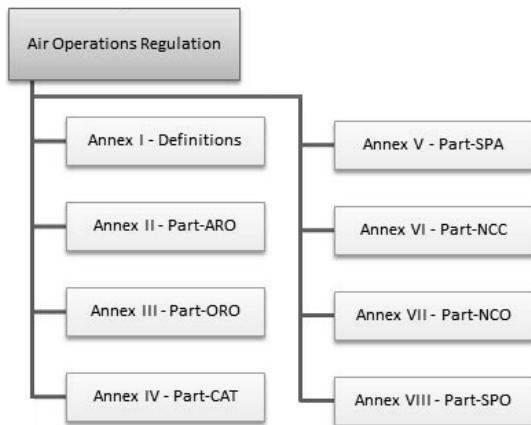 Air Operations Regulation
Annex I - Definitions
Annex II - Part-ARO
Annex III - Part-ORO
Annex IV - Part-CAT
Annex V - Part-SPA
Annex VI - Part-NCC
Annex VII - Part-NCO
Annex VIII - Part-SPO